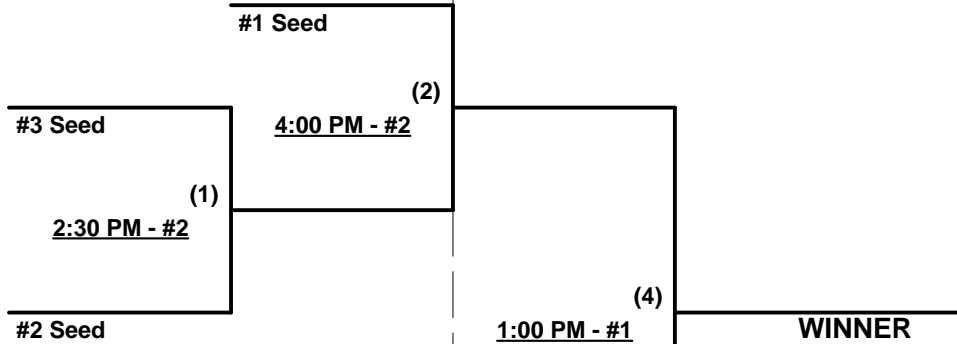 #1 Seed
(2)
4:00 PM - #2
#3 Seed
(1)
2:30 PM - #2
(4)
#2 Seed
1:00 PM - #1
WINNER